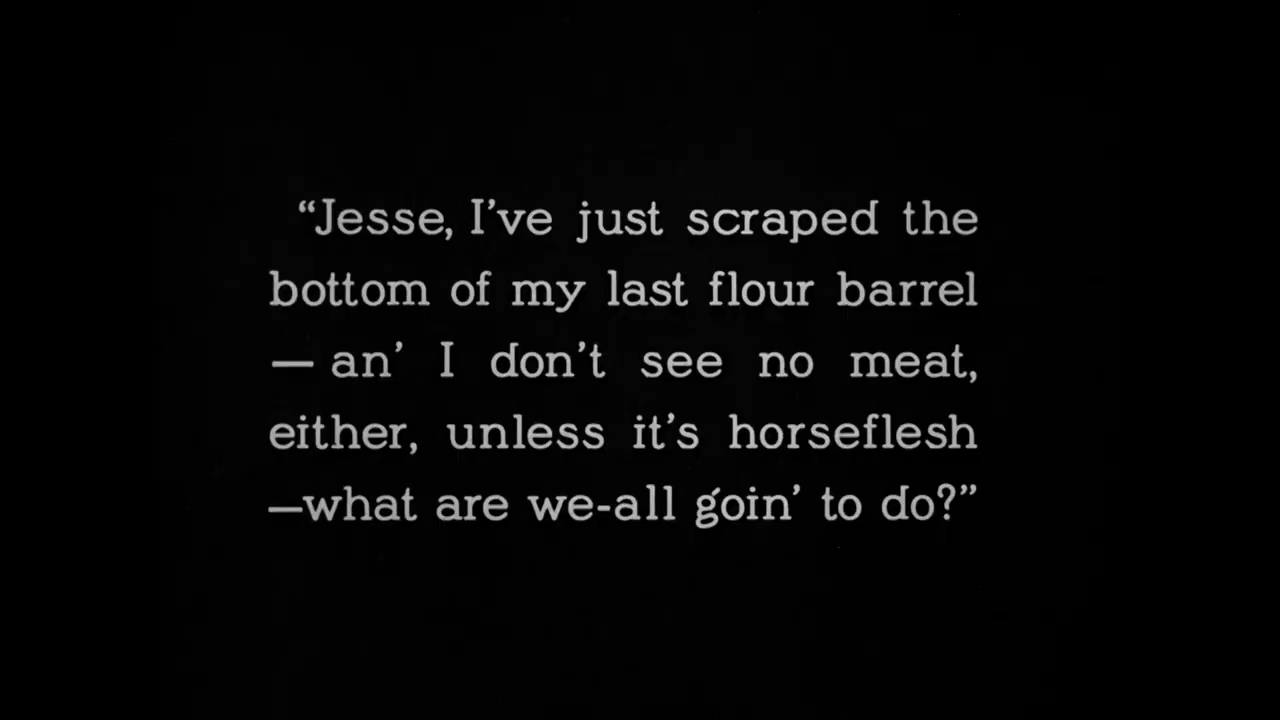 “Jesse, I’ve just scraped the
bottom of my last flour barrel
— an’ I don’t see no meat,
either, unless it’s horseflesh
—what are we-all goin’ to do?”